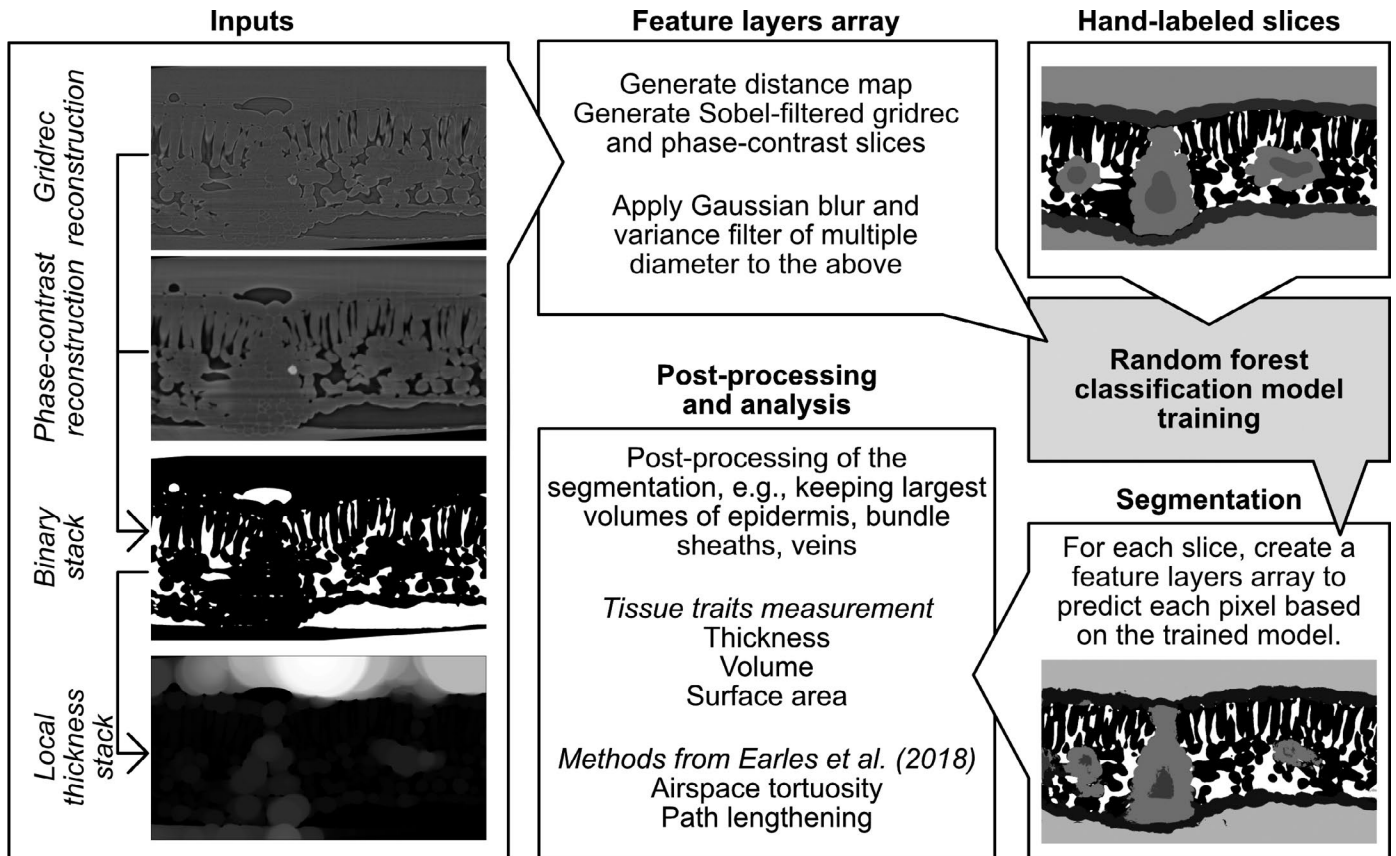 Inputs
Gridrec
reconstruction
Phase-contrast
reconstruction
Binary
stack
Local
thickness
stack
Feature layers array
Generate distance map
Generate Sobel-filtered gridrec
and phase-contrast slices
Apply Gaussian blur and
variance filter of multiple
diameter to the above
Hand-labeled slices
Random forest
classification model
training
Segmentation
For each slice, create a
feature layers array to
predict each pixel based
on the trained model.
Post-processing
and analysis
Post-processing of the
segmentation, e.g., keeping largest
volumes of epidermis, bundle
sheaths, veins
Tissue traits measurement
Thickness
Volume
Surface area
Methods from Earles et al. (2018)
Airspace tortuosity
Path lengthening